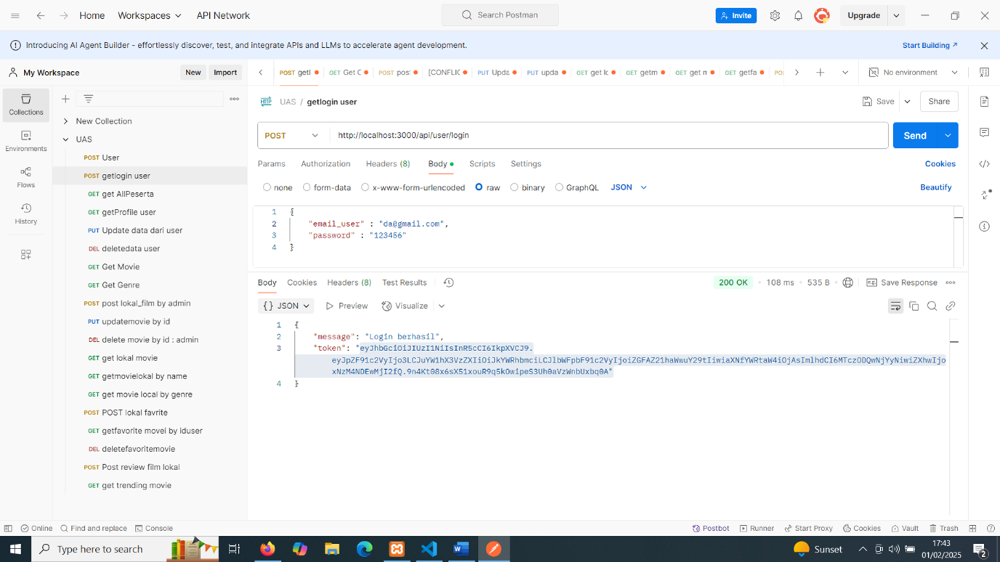 Home
Workspaces
API Network
Search Postman
Invite
Upgrade
Introducing AI Agent Builder - effortlessly discover, test, and integrate APIs and LLMs to accelerate agent development.
Start Building
My Workspace
New
Import
POST getl
GET Get C
POST pos
[CONFLIC
PUT Upda
PUT upda
GET get lo
GET getm
GET get m
GET getfa
No environment
Collections
Environments
Flows
History
New Collection
UAS
POST User
POST getlogin user
GET get AllPeserta
GET getProfile user
PUT Update data dari user
DEL deletedata user
GET Get Movie
GET Get Genre
POST post lokal_film by admin
PUT updatemovie by id
DEL delete movie by id : admin
GET get lokal movie
GET getmovielokal by name
GET get movie local by genre
POST POST lokal favrite
GET getfavorite movei by iduser
DEL deletefavoritemovie
POST Post review film lokal
GET get trending movie
HTTP UAS / getlogin user
Save
Share
POST http://localhost:3000/api/user/login
Send
Params Authorization Headers (8) Body Scripts Settings
Cookies
none form-data x-www-form-urlencoded raw binary GraphQL JSON
Beautify
1 {
2 "email_user" : "da@gmail.com",
3 "password" : "123456"
4 }
Body Cookies Headers (8) Test Results
200 OK 108 ms 535 B
Save Response
{} JSON Preview Visualize
1 {
2 "message": "Login berhasil",
3 "token": "
4 }
Online Find and replace Console
Postbot Runner Start Proxy Cookies Vault Trash
Type here to search
Sunset
17:43
01/02/2025
2